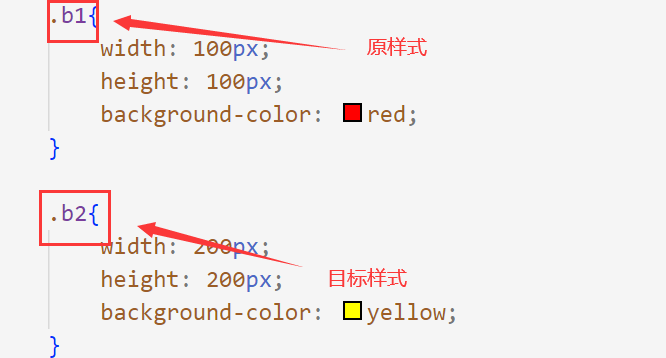 .b1{
原样式
width: 100px;
height: 100px;
background-color: red;
}
.b2{
width: 200px;
目标样式
height: 200px;
background-color: yellow;
}